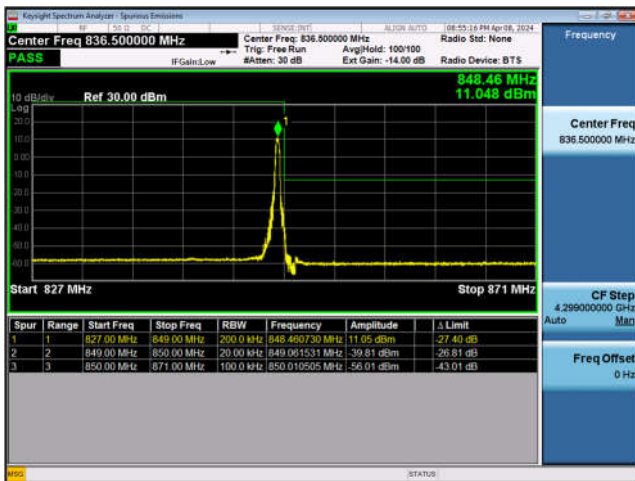 Keysight Spectrum Analyzer - Spurious Emissions
RF 50 Ω DC SENSE:INT ALIGN AUTO 08:55:16 PM Apr 08, 2024
Center Freq 836.500000 MHz Center Freq: 836.500000 MHz Radio Std: None Frequency
Trig: Free Run Avg|Hold: 100/100
PASS IFGain:Low #Atten: 30 dB Ext Gain: -14.00 dB Radio Device: BTS
848.46 MHz
11.048 dBm
10 dB/div Ref 30.00 dBm
Log
20.0
10.0
0.00
-10.0
-20.0
-30.0
-40.0
-50.0
-60.0
1
Start 827 MHz Stop 871 MHz
Center Freq
836.500000 MHz
CF Step
4.299000000 GHz
Auto Man
Freq Offset
0 Hz
Spur Range Start Freq Stop Freq RBW Frequency Amplitude Δ Limit
1 1 827.00 MHz 849.00 MHz 200.0 kHz 848.460730 MHz 11.05 dBm -27.40 dB
2 2 849.00 MHz 850.00 MHz 20.00 kHz 849.061531 MHz -39.81 dBm -26.81 dB
3 3 850.00 MHz 871.00 MHz 100.0 kHz 850.010505 MHz -56.01 dBm -43.01 dB
MSG STATUS